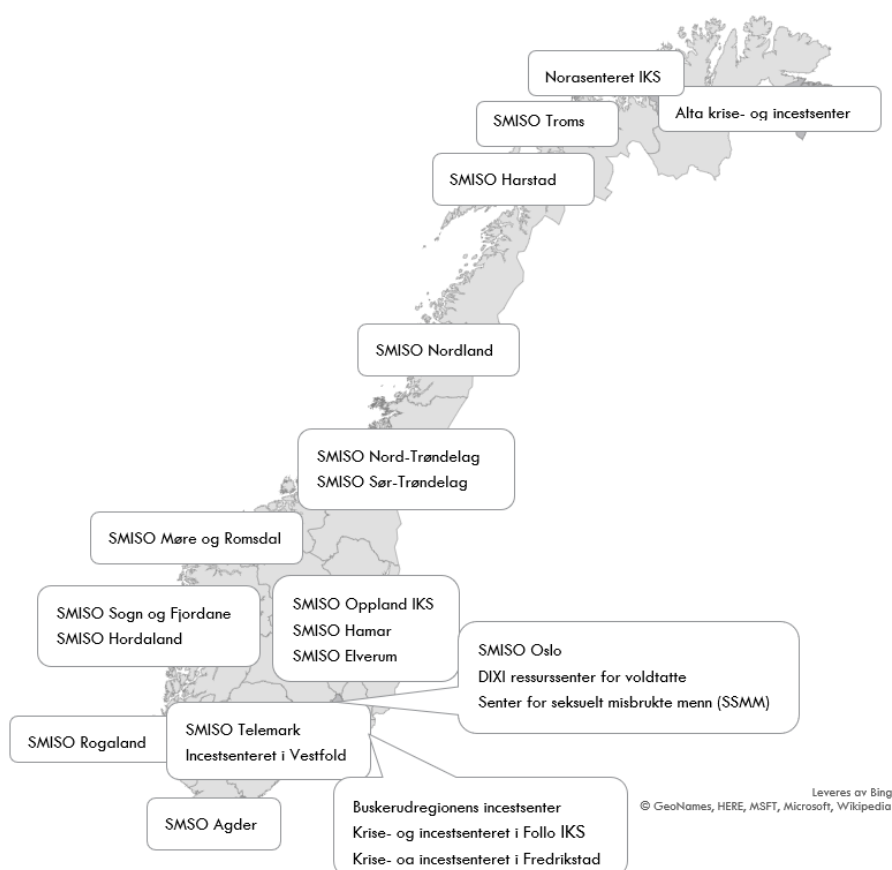 Norasenteret IKS
Alta krise- og incestsenter
SMISO Troms
SMISO Harstad
SMISO Nordland
SMISO Nord-Trøndelag
SMISO Sør-Trøndelag
SMISO Møre og Romsdal
SMISO Sogn og Fjordane
SMISO Hordaland
SMISO Oppland IKS
SMISO Hamar
SMISO Elverum
SMISO Oslo
DIXI ressurssenter for voldtatte
Senter for seksuelt misbrukte menn (SSMM)
SMISO Rogaland
SMISO Telemark
Incestsenteret i Vestfold
SMSO Agder
Buskerudregionens incestsenter
Krise- og incestsenteret i Follo IKS
Krise- og incestsenteret i Fredrikstad
Leveres av Bing
© GeoNames, HERE, MSFT, Microsoft, Wikipedia